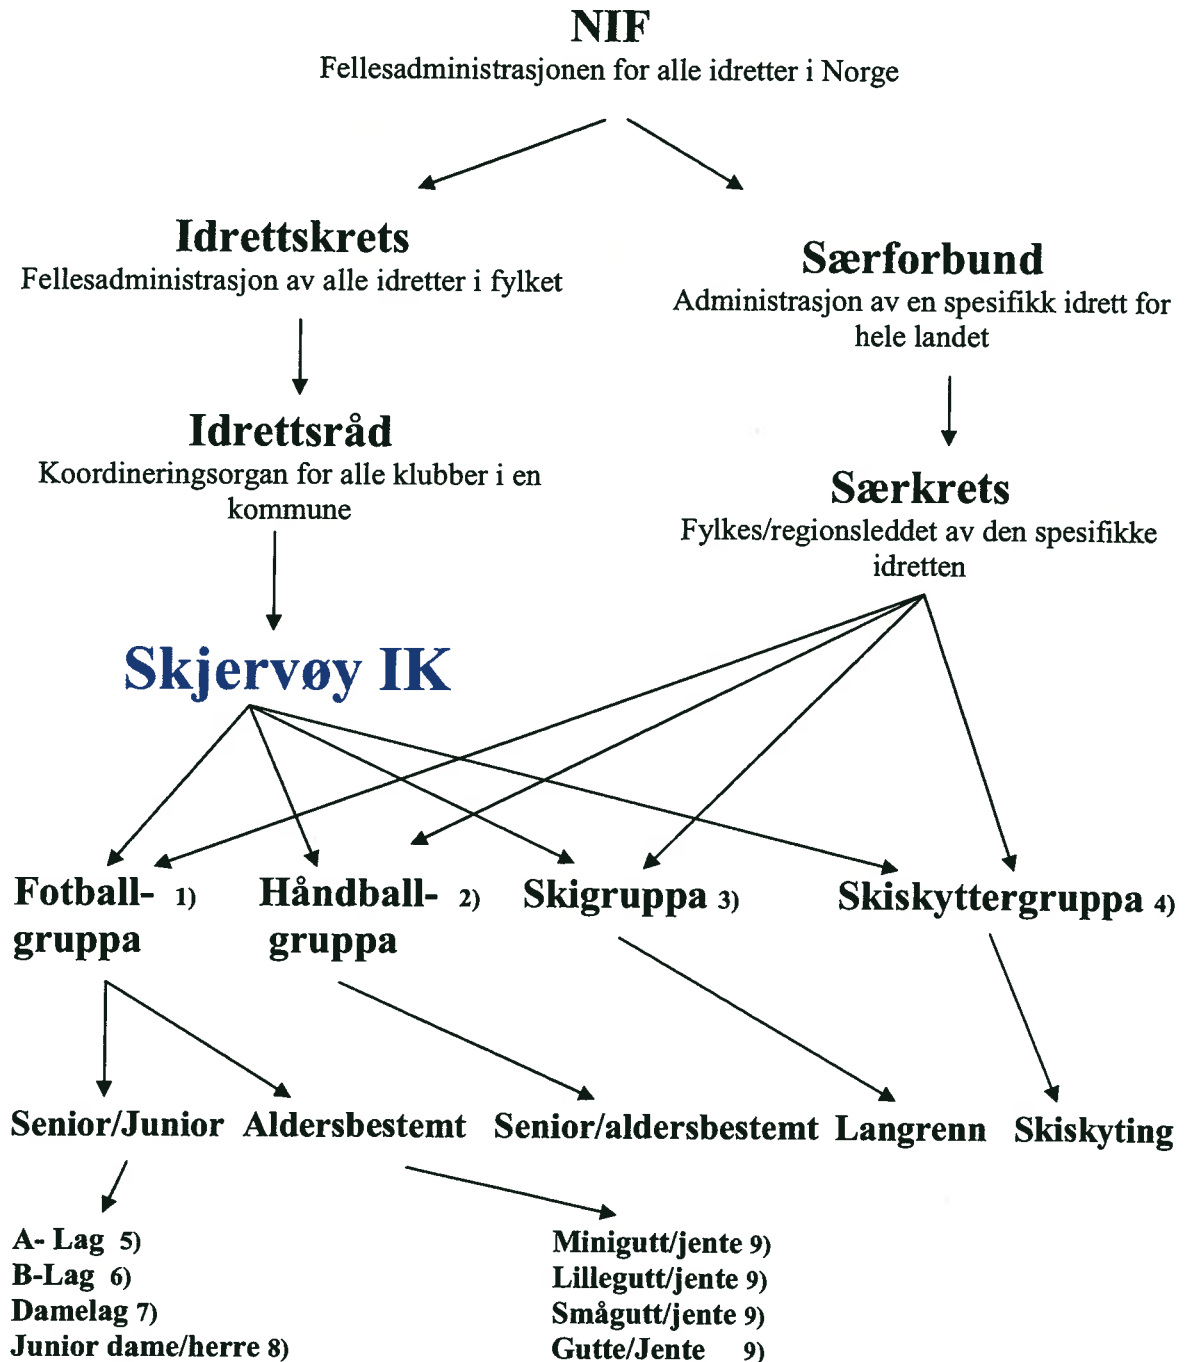 NIF
Fellesadministrasjonen for alle idretter i Norge
Idrettskrets
Fellesadministrasjon av alle idretter i fylket
Særforbund
Administrasjon av en spesifikk idrett for
hele landet
Idrettsråd
Koordineringsorgan for alle klubber i en
kommune
Særkrets
Fylkes/regionsleddet av den spesifikke
idretten
Skjervøy IK
Fotball- 1)
gruppa
Håndball- 2)
gruppa
Skigruppa 3)
Skiskyttergruppa 4)
Senior/Junior
Aldersbestemt
Senior/aldersbestemt
Langrenn
Skiskyting
A- Lag 5)
B-Lag 6)
Damelag 7)
Junior dame/herre 8)
Minigutt/jente 9)
Lillegutt/jente 9)
Smågutt/jente 9)
Gutte/Jente 9)